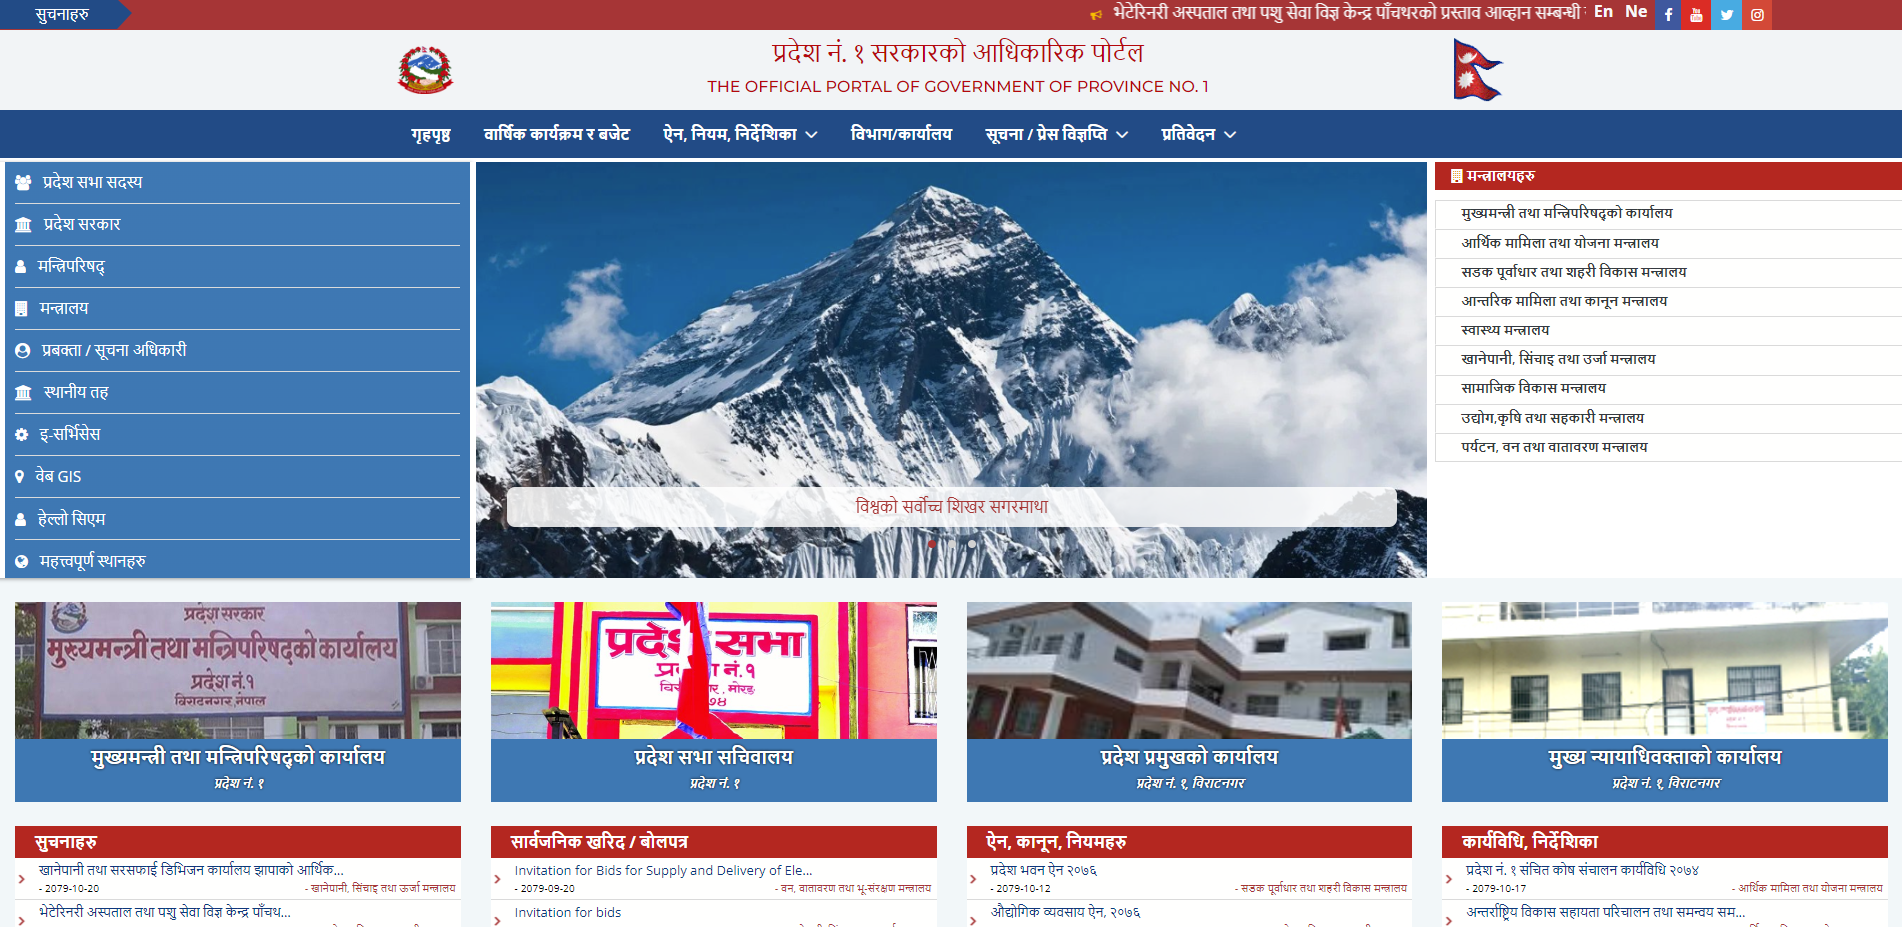 सुचनाहरु
भेटेरिनरी अस्पताल तथा पशु सेवा विज्ञ केन्द्र पाँचथरको प्रस्ताव आव्हान सम्बन्धी
En Ne
प्रदेश नं. १ सरकारको आधिकारिक पोर्टल
THE OFFICIAL PORTAL OF GOVERNMENT OF PROVINCE NO. 1
गृहपृष्ठ वार्षिक कार्यक्रम र बजेट ऐन, नियम, निर्देशिका विभाग/कार्यालय सूचना / प्रेस विज्ञप्ति प्रतिवेदन
प्रदेश सभा सदस्य
प्रदेश सरकार
मन्त्रिपरिषद्
मन्त्रालय
प्रबक्ता / सूचना अधिकारी
स्थानीय तह
इ-सर्भिसेस
वेब GIS
हेल्लो सिएम
महत्त्वपूर्ण स्थानहरु
विश्वको सर्वोच्च शिखर सगरमाथा
मन्त्रालयहरु
मुख्यमन्त्री तथा मन्त्रिपरिषद्को कार्यालय
आर्थिक मामिला तथा योजना मन्त्रालय
सडक पूर्वाधार तथा शहरी विकास मन्त्रालय
आन्तरिक मामिला तथा कानून मन्त्रालय
स्वास्थ्य मन्त्रालय
खानेपानी, सिंचाइ तथा उर्जा मन्त्रालय
सामाजिक विकास मन्त्रालय
उद्योग,कृषि तथा सहकारी मन्त्रालय
पर्यटन, वन तथा वातावरण मन्त्रालय
प्रदेश सरकार
मुख्यमन्त्री तथा मन्त्रिपरिषद्को कार्यालय
प्रदेश नं.१
विराटनगर,नेपाल
मुख्यमन्त्री तथा मन्त्रिपरिषद्को कार्यालय
प्रदेश नं. १
सभा
नं.१
, मोरङ
प्रदेश सभा सचिवालय
प्रदेश नं. १
प्रदेश प्रमुखको कार्यालय
प्रदेश नं. १, विराटनगर
मुख्य न्यायाधिवक्ताको कार्यालय
प्रदेश नं. १, विराटनगर
सुचनाहरु
खानेपानी तथा सरसफाई डिभिजन कार्यालय झापाको आर्थिक...
- 2079-10-20 - खानेपानी, सिंचाइ तथा ऊर्जा मन्त्रालय
भेटेरिनरी अस्पताल तथा पशु सेवा विज्ञ केन्द्र पाँचथ...
सार्वजनिक खरिद / बोलपत्र
Invitation for Bids for Supply and Delivery of Ele...
- 2079-09-20 - वन, वातावरण तथा भू-संरक्षण मन्त्रालय
Invitation for bids
ऐन, कानून, नियमहरु
प्रदेश भवन ऐन २०७६
- 2079-10-12 - सडक पूर्वाधार तथा शहरी विकास मन्त्रालय
औद्योगिक व्यवसाय ऐन, २०७६
कार्यविधि, निर्देशिका
प्रदेश नं. १ संचित कोष संचालन कार्यविधि २०७४
- 2079-10-17 - आर्थिक मामिला तथा योजना मन्त्रालय
अन्तर्राष्ट्रिय विकास सहायता परिचालन तथा समन्वय सम...